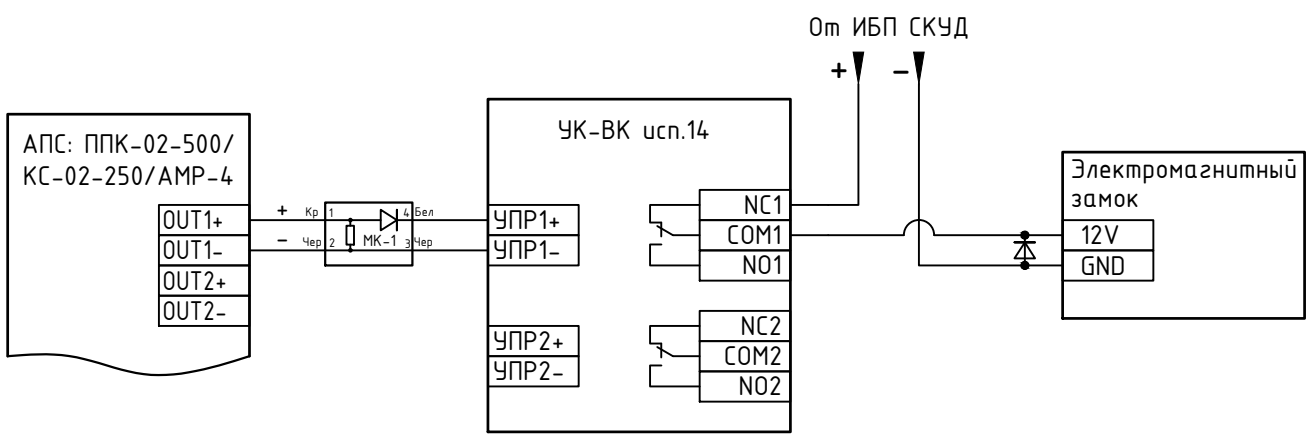 От ИБП СКУД
+ −
АПС: ППК-02-500/
КС-02-250/АМР-4
OUT1+
OUT1-
OUT2+
OUT2-
+ Кр 1 4 Бел
− Чер 2 МК-1 3 Чер
УК-ВК исп.14
УПР1+
УПР1-
УПР2+
УПР2-
NC1
COM1
NO1
NC2
COM2
NO2
Электромагнитный
замок
12V
GND